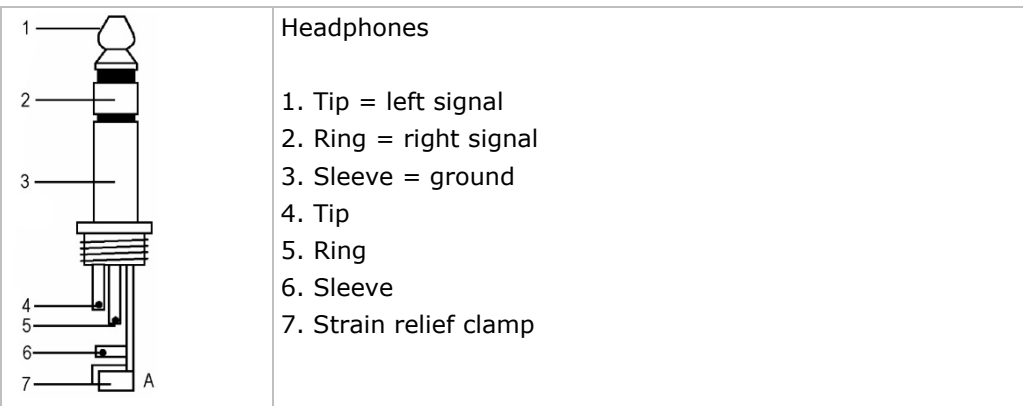 1
2
3
4
5
6
7
A
Headphones
1. Tip = left signal
2. Ring = right signal
3. Sleeve = ground
4. Tip
5. Ring
6. Sleeve
7. Strain relief clamp